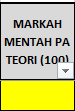 MARKAH
MENTAH PA
TEORI (100)